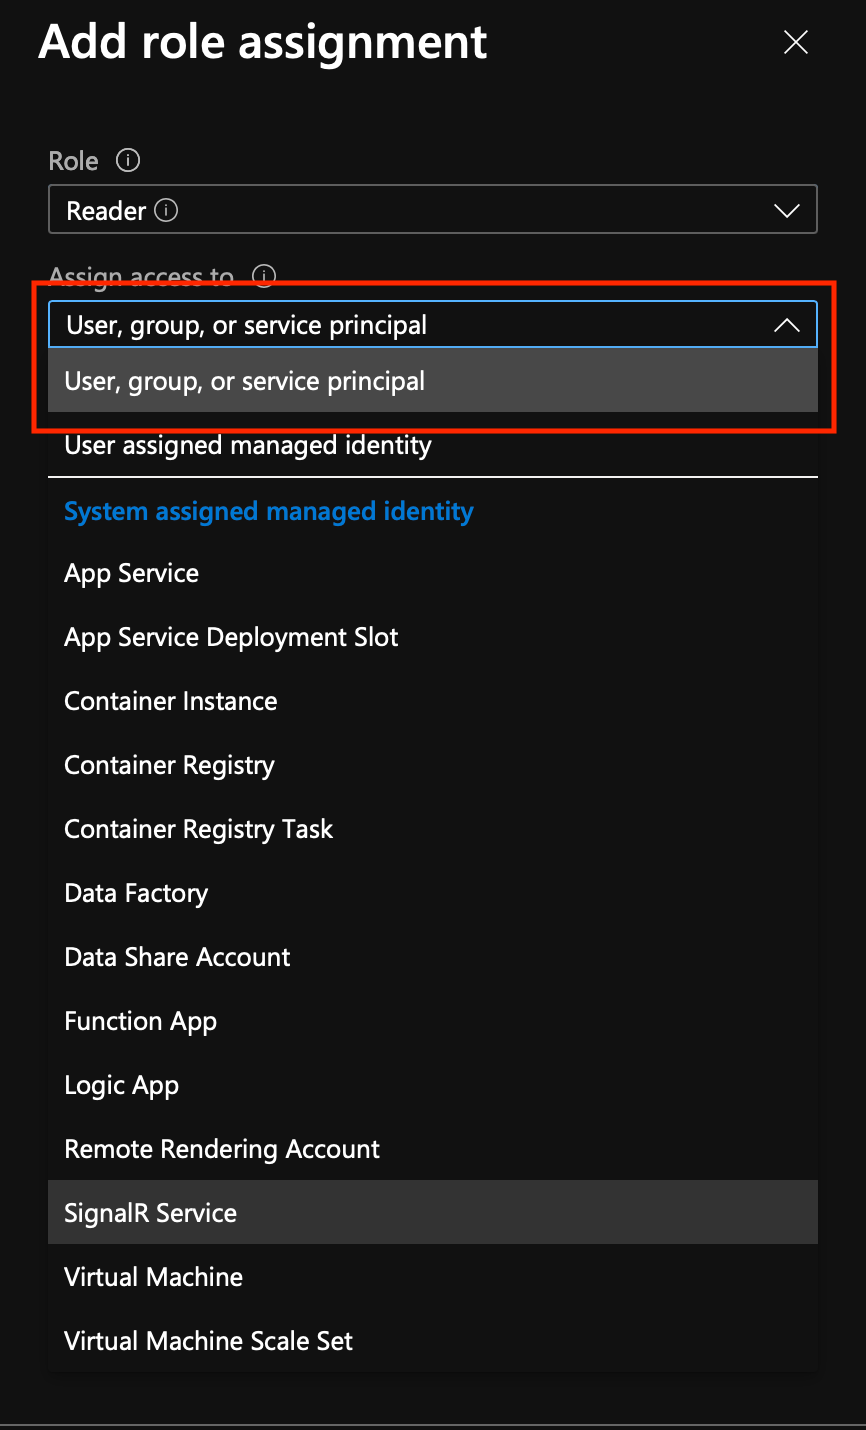 Add role assignment
Role
Reader
Assign access to
User, group, or service principal
User, group, or service principal
User assigned managed identity
System assigned managed identity
App Service
App Service Deployment Slot
Container Instance
Container Registry
Container Registry Task
Data Factory
Data Share Account
Function App
Logic App
Remote Rendering Account
SignalR Service
Virtual Machine
Virtual Machine Scale Set